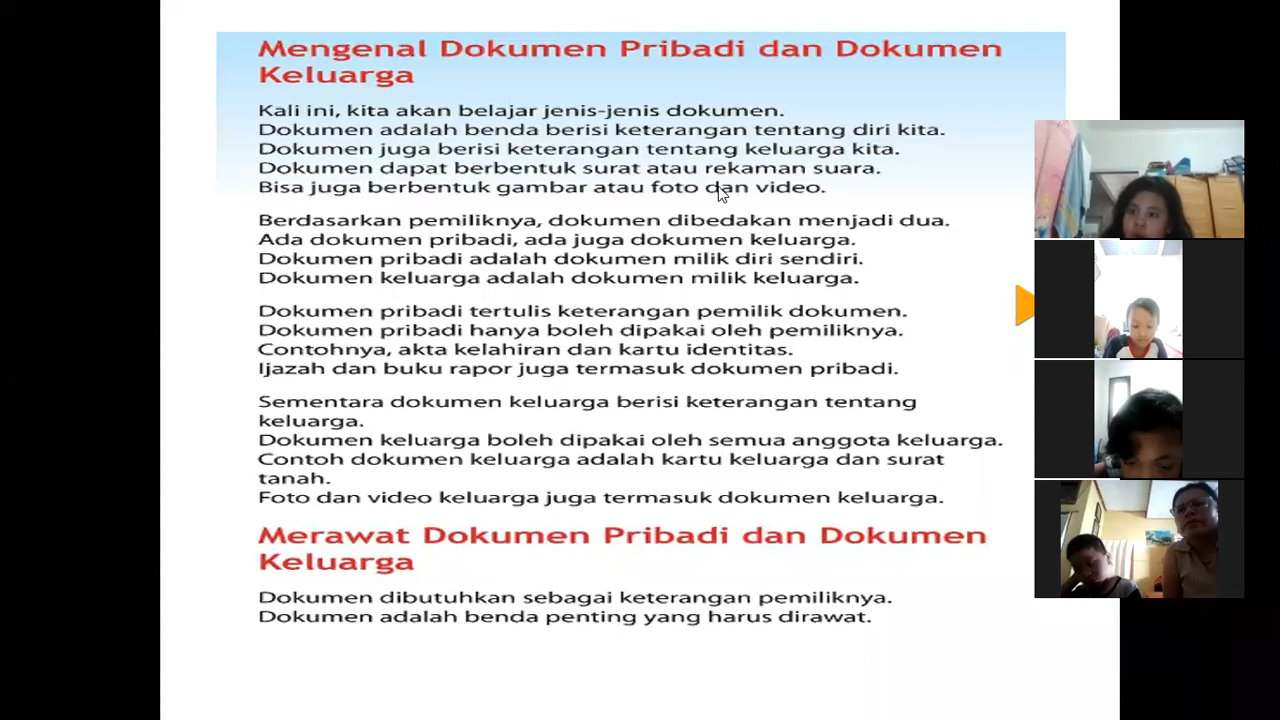 Mengenal Dokumen Pribadi dan Dokumen
Keluarga
Kali ini, kita akan belajar jenis-jenis dokumen.
Dokumen adalah benda berisi keterangan tentang diri kita.
Dokumen juga berisi keterangan tentang keluarga kita.
Dokumen dapat berbentuk surat atau rekaman suara.
Bisa juga berbentuk gambar atau foto dan video.
Berdasarkan pemiliknya, dokumen dibedakan menjadi dua.
Ada dokumen pribadi, ada juga dokumen keluarga.
Dokumen pribadi adalah dokumen milik diri sendiri.
Dokumen keluarga adalah dokumen milik keluarga.
Dokumen pribadi tertulis keterangan pemilik dokumen.
Dokumen pribadi hanya boleh dipakai oleh pemiliknya.
Contohnya, akta kelahiran dan kartu identitas.
Ijazah dan buku rapor juga termasuk dokumen pribadi.
Sementara dokumen keluarga berisi keterangan tentang
keluarga.
Dokumen keluarga boleh dipakai oleh semua anggota keluarga.
Contoh dokumen keluarga adalah kartu keluarga dan surat
tanah.
Foto dan video keluarga juga termasuk dokumen keluarga.
Merawat Dokumen Pribadi dan Dokumen
Keluarga
Dokumen dibutuhkan sebagai keterangan pemiliknya.
Dokumen adalah benda penting yang harus dirawat.